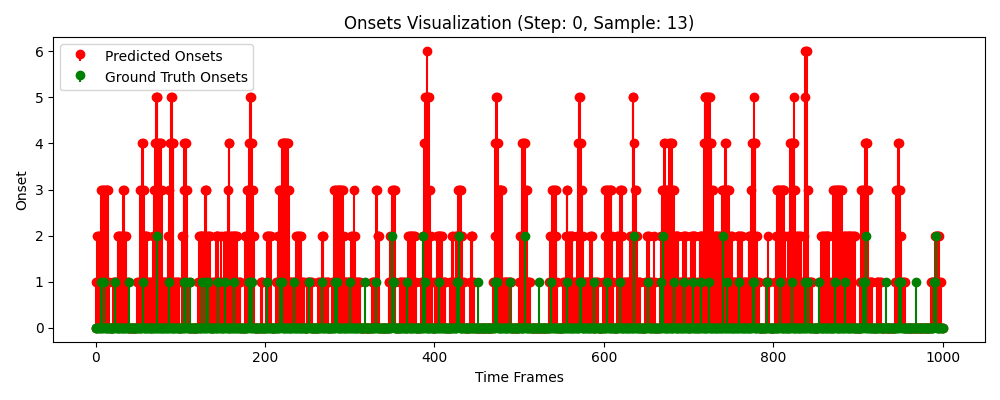 Onsets Visualization (Step: 0, Sample: 13)
Predicted Onsets
Ground Truth Onsets
6
5
4
3
2
1
0
Onset
0 200 400 600 800 1000
Time Frames